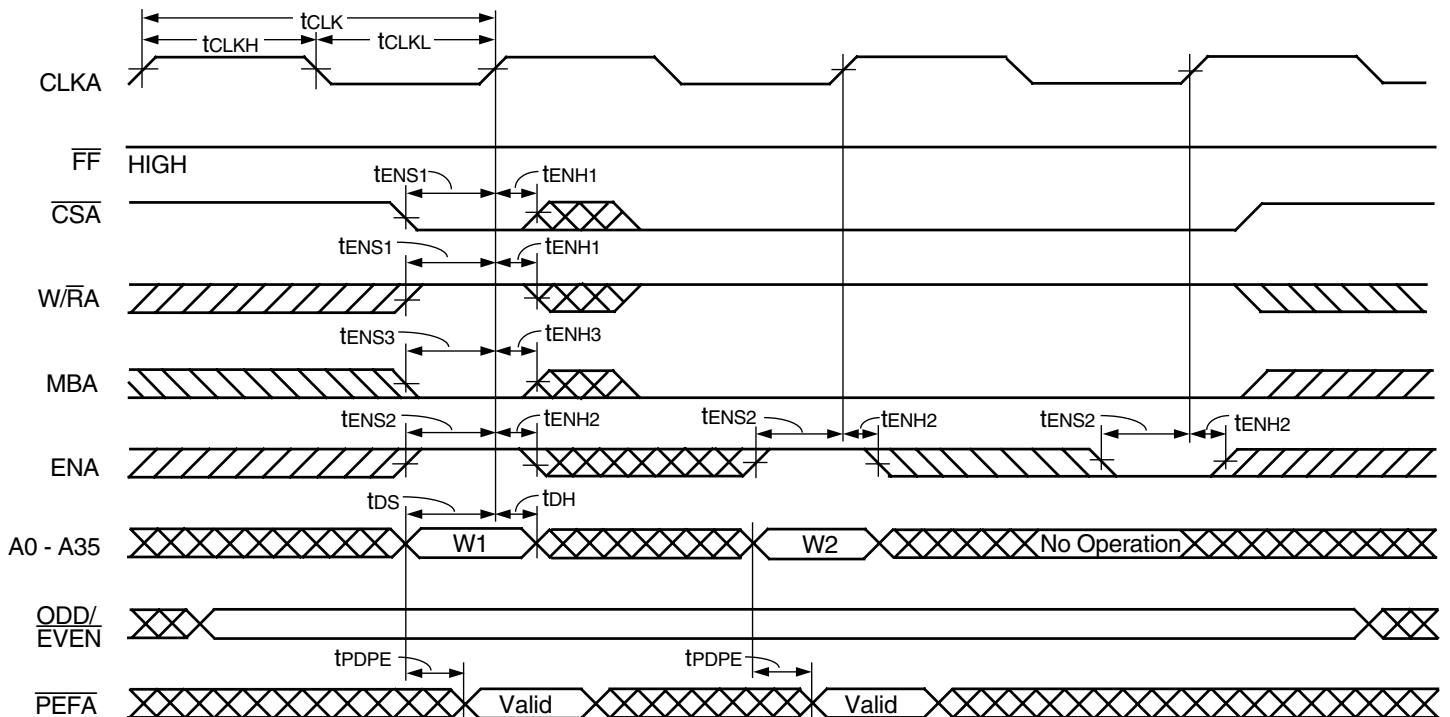 tCLK
tCLKH tCLKL
CLKA
FF HIGH
tENS1 tENH1
CSA
tENS1 tENH1
W/RA
tENS3 tENH3
MBA
tENS2 tENH2 tENS2 tENH2 tENS2 tENH2
ENA
tDS tDH
A0 - A35 W1 W2 No Operation
ODD/
EVEN
tPDPE tPDPE
PEFA Valid Valid